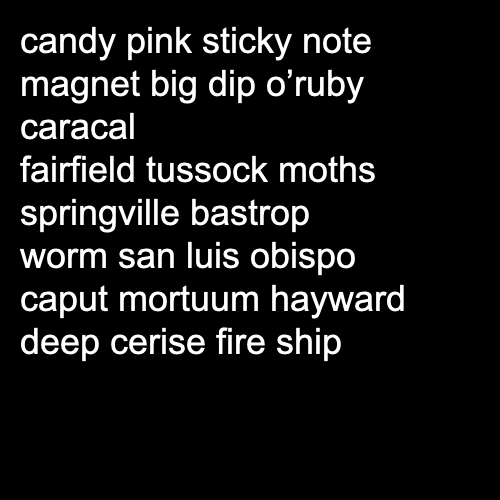 candy pink sticky note
magnet big dip o’ruby
caracal
fairfield tussock moths
springville bastrop
worm san luis obispo
caput mortuum hayward
deep cerise fire ship